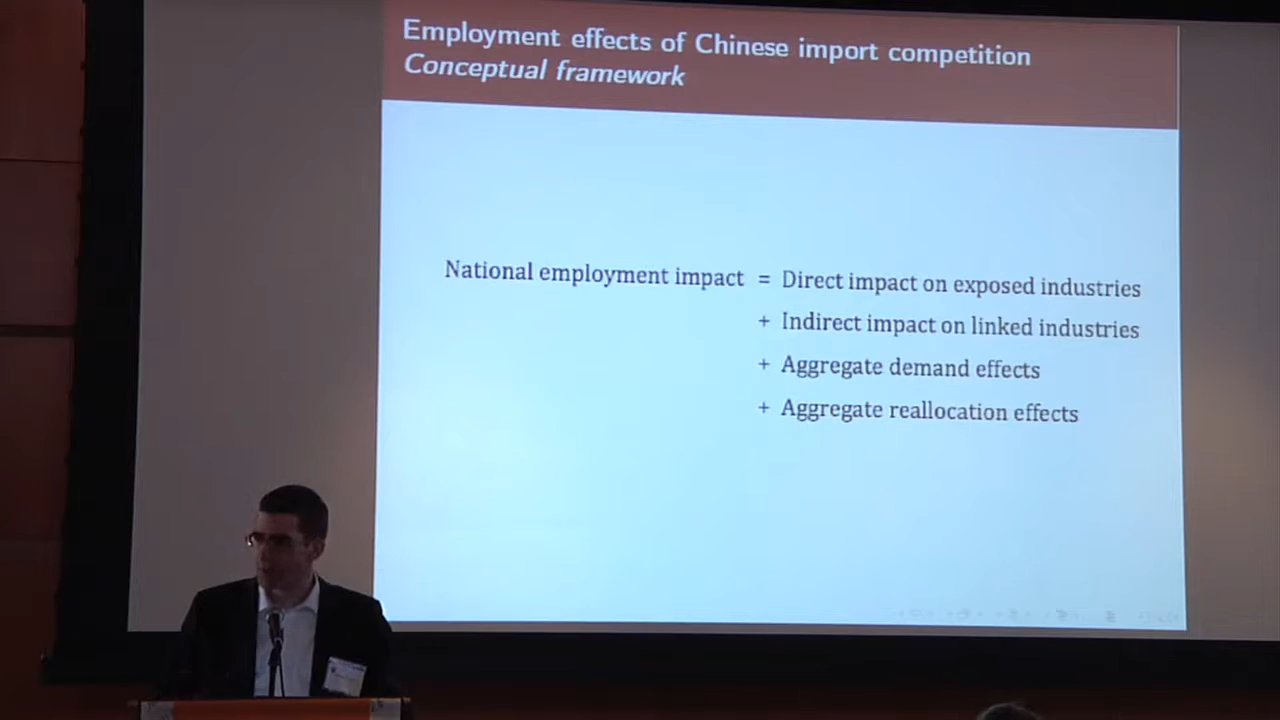 Employment effects of Chinese import competition
Conceptual framework
National employment impact = Direct impact on exposed industries
+ Indirect impact on linked industries
+ Aggregate demand effects
+ Aggregate reallocation effects